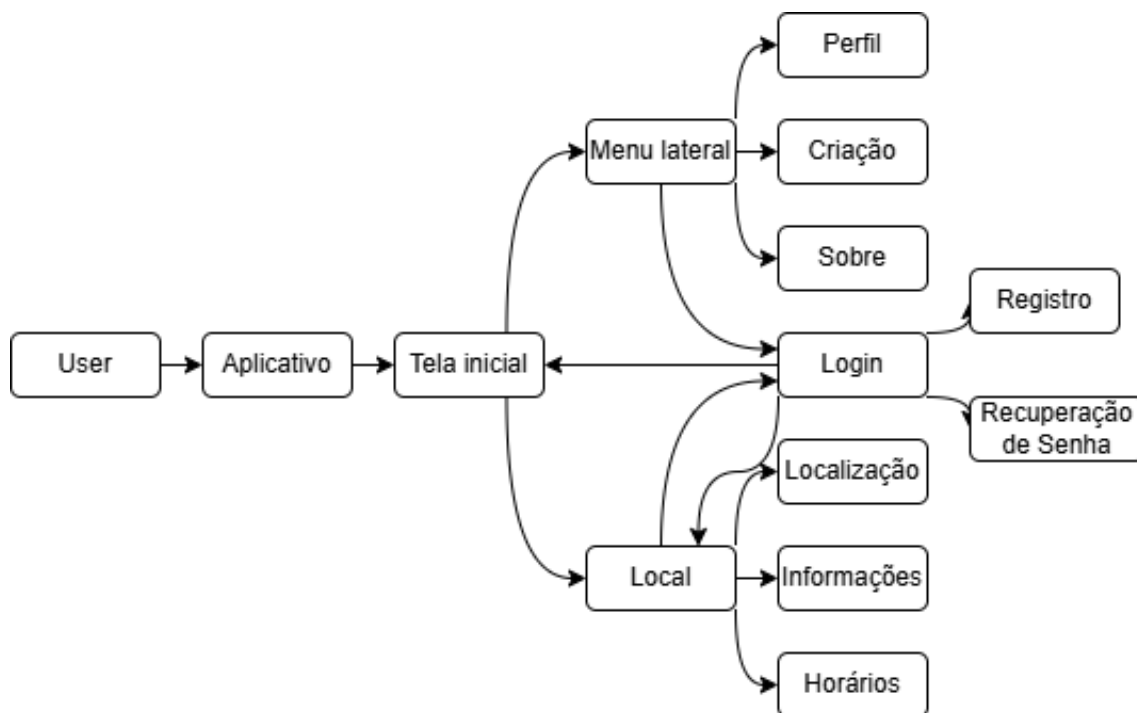 Perfil
Menu lateral
Criação
Sobre
Registro
User
Aplicativo
Tela inicial
Login
Recuperação
de Senha
Localização
Local
Informações
Horários